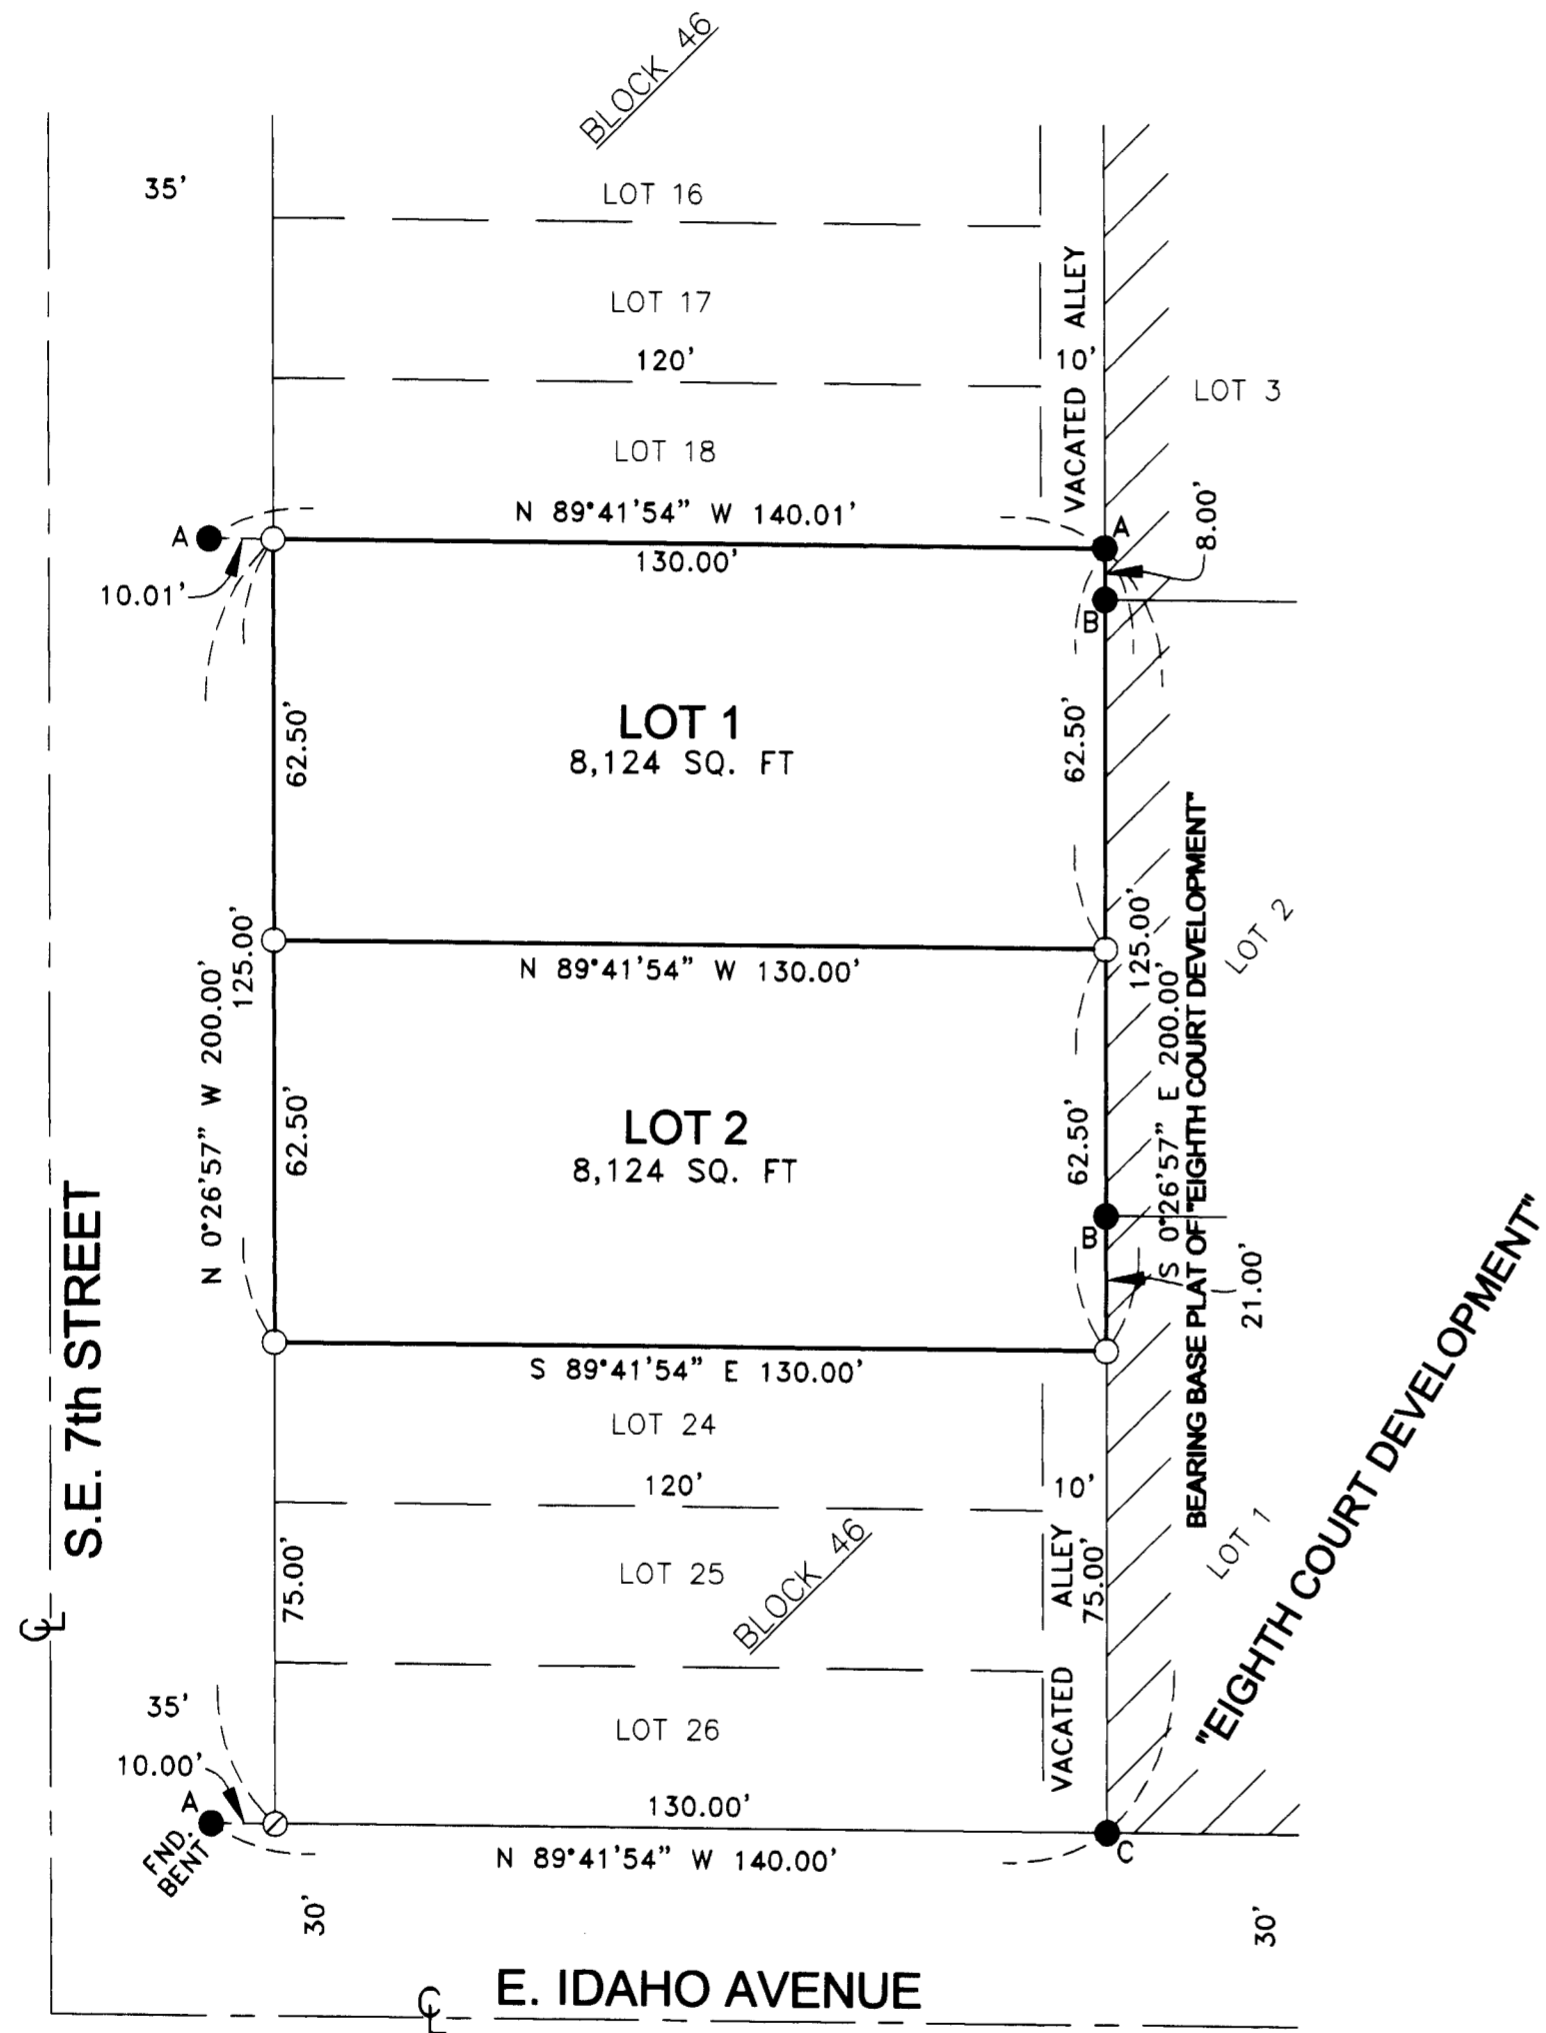 BLOCK 46
35'
LOT 16
LOT 17
120'
10'
VACATED ALLEY
LOT 3
LOT 18
N 89°41'54" W 140.01'
A
A
8.00'
130.00'
10.01'
B
LOT 1
8,124 SQ. FT
62.50'
62.50'
125.00'
125.00'
N 89°41'54" W 130.00'
N 0°26'57" W 200.00'
S 0°26'57" E 200.00'
BEARING BASE PLAT OF "EIGHTH COURT DEVELOPMENT"
LOT 2
LOT 2
8,124 SQ. FT
62.50'
62.50'
B
21.00'
S 89°41'54" E 130.00'
S.E. 7th STREET
LOT 24
120'
10'
LOT 25
BLOCK 46
75.00'
75.00'
VACATED ALLEY
LOT 1
"EIGHTH COURT DEVELOPMENT"
CL
35'
LOT 26
10.00'
A
FND.
BENT
130.00'
N 89°41'54" W 140.00'
C
30'
30'
CL
E. IDAHO AVENUE